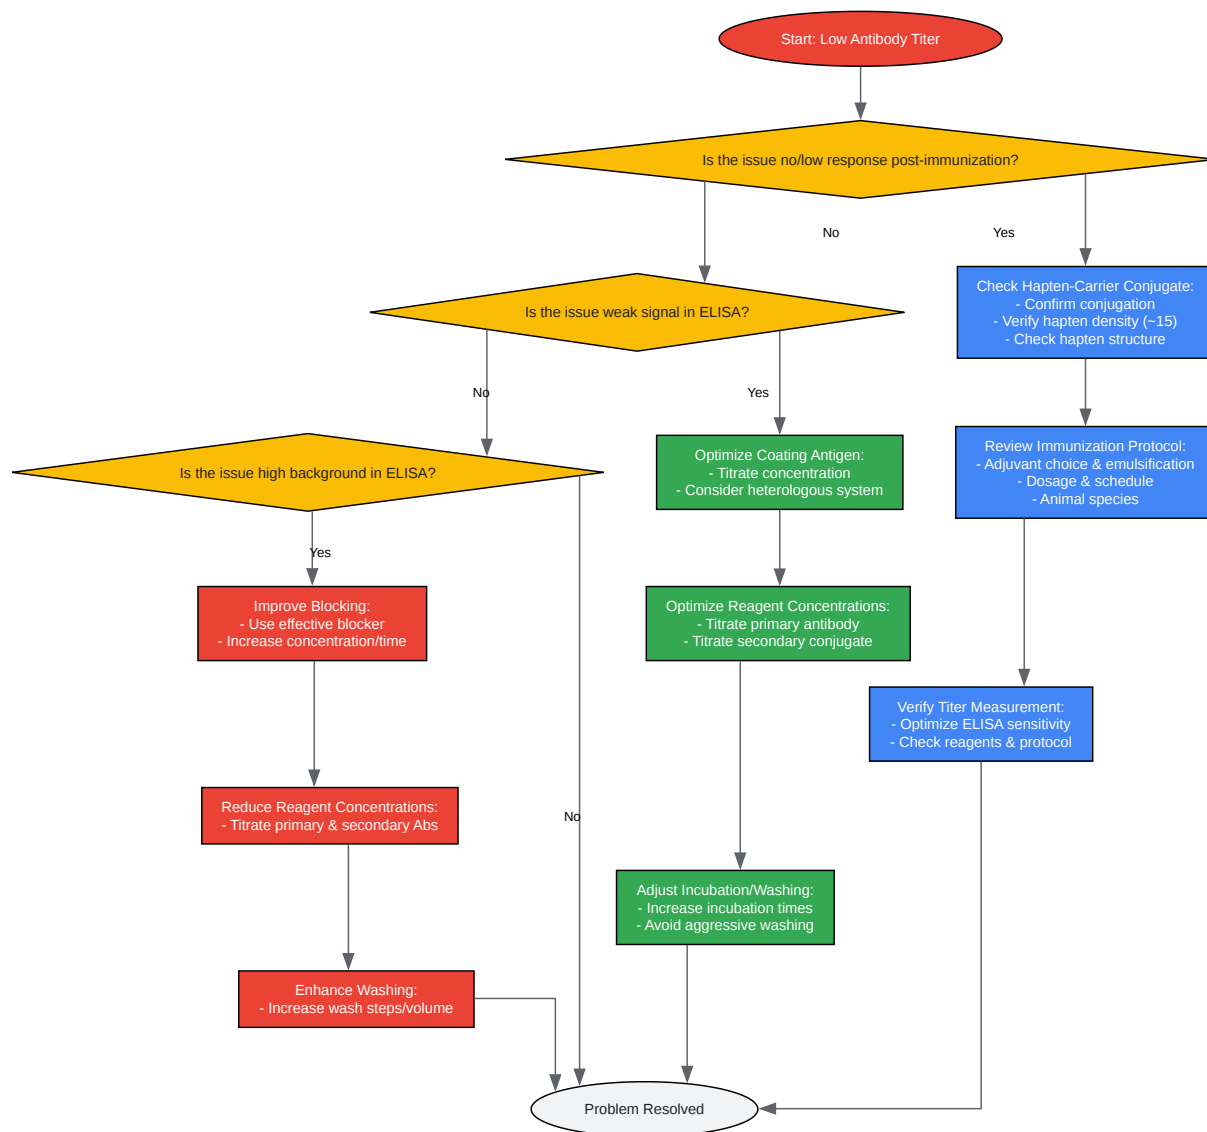 Start: Low Antibody Titer
Is the issue no/low response post-immunization?
No
Yes
Check Hapten-Carrier Conjugate:
- Confirm conjugation
- Verify hapten density (~15)
- Check hapten structure
Is the issue weak signal in ELISA?
No
Yes
Review Immunization Protocol:
- Adjuvant choice & emulsification
- Dosage & schedule
- Animal species
Optimize Coating Antigen:
- Titrate concentration
- Consider heterologous system
Is the issue high background in ELISA?
Yes
Improve Blocking:
- Use effective blocker
- Increase concentration/time
Optimize Reagent Concentrations:
- Titrate primary antibody
- Titrate secondary conjugate
Verify Titer Measurement:
- Optimize ELISA sensitivity
- Check reagents & protocol
Reduce Reagent Concentrations:
- Titrate primary & secondary Abs
No
Adjust Incubation/Washing:
- Increase incubation times
- Avoid aggressive washing
Enhance Washing:
- Increase wash steps/volume
Problem Resolved